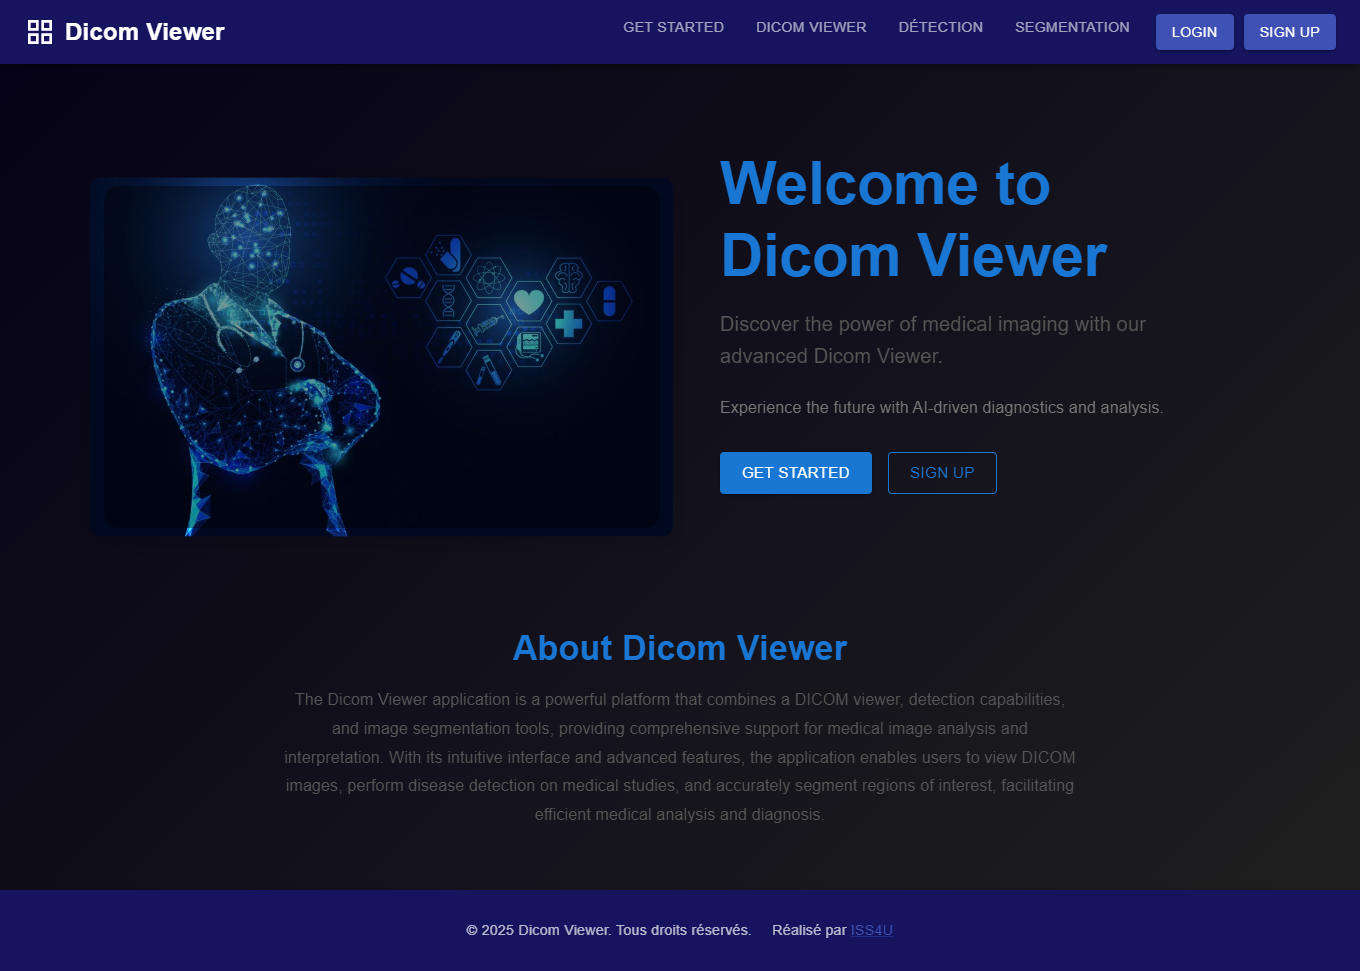 Dicom Viewer
GET STARTED DICOM VIEWER DÉTECTION SEGMENTATION LOGIN SIGN UP
Welcome to
Dicom Viewer
Discover the power of medical imaging with our
advanced Dicom Viewer.
Experience the future with AI-driven diagnostics and analysis.
GET STARTED SIGN UP
About Dicom Viewer
The Dicom Viewer application is a powerful platform that combines a DICOM viewer, detection capabilities,
and image segmentation tools, providing comprehensive support for medical image analysis and
interpretation. With its intuitive interface and advanced features, the application enables users to view DICOM
images, perform disease detection on medical studies, and accurately segment regions of interest, facilitating
efficient medical analysis and diagnosis.
© 2025 Dicom Viewer. Tous droits réservés. Réalisé par ISS4U